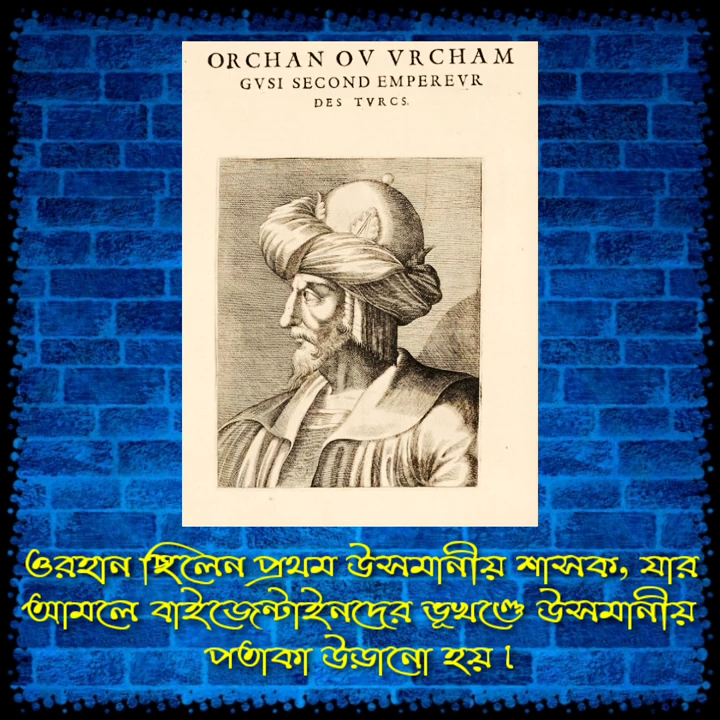 ORCHAN OV VRCHAM
GVSI SECOND EMPEREVR
DES TVRCS.
ওরহান ছিলেন প্রথম উসমানীয় শাসক, যার
আমলে বাইজেন্টাইনদের ভূখণ্ডে উসমানীয়
পতাকা উড়ানো হয়।